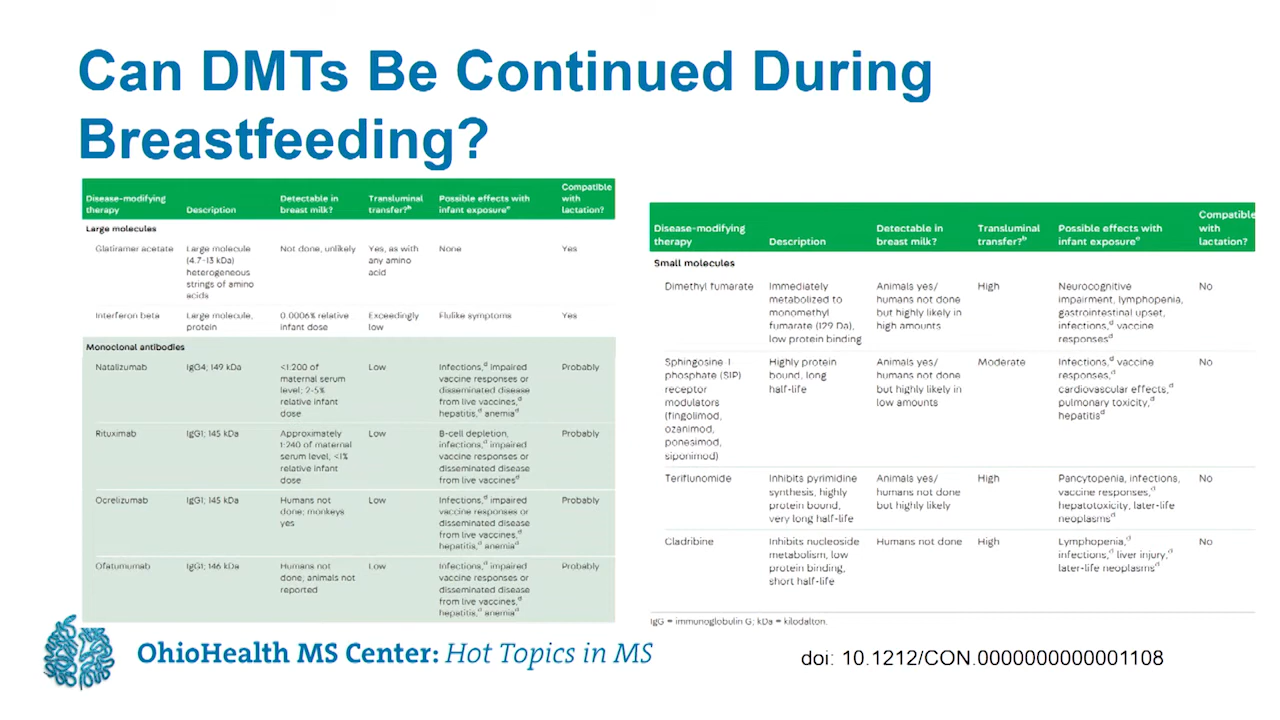 Can DMTs Be Continued During
Breastfeeding?
Disease-modifying therapy Description Detectable in breast milk? Transluminal transfer?b Possible effects with infant exposuree Compatible with lactation?
Large molecules
Glatiramer acetate Large molecule (4.7-13 kDa) heterogeneous strings of amino acids Not done, unlikely Yes, as with any amino acid None Yes
Interferon beta Large molecule, protein 0.0006% relative infant dose Exceedingly low Flulike symptoms Yes
Monoclonal antibodies
Natalizumab IgG4; 149 kDa <1:200 of maternal serum level; 2-5% relative infant dose Low Infections,d impaired vaccine responses or disseminated disease from live vaccines,d hepatitis,d anemiad Probably
Rituximab IgG1; 145 kDa Approximately 1:240 of maternal serum level, <1% relative infant dose Low B-cell depletion, infections,d impaired vaccine responses or disseminated disease from live vaccinesd Probably
Ocrelizumab IgG1; 145 kDa Humans not done; monkeys yes Low Infections,d impaired vaccine responses or disseminated disease from live vaccines,d hepatitis,d anemiad Probably
Ofatumumab IgG1; 146 kDa Humans not done; animals not reported Low Infections,d impaired vaccine responses or disseminated disease from live vaccines,d hepatitis,d anemiad Probably
Disease-modifying therapy Description Detectable in breast milk? Transluminal transfer?b Possible effects with infant exposuree Compatible with lactation?
Small molecules
Dimethyl fumarate Immediately metabolized to monomethyl fumarate (129 Da), low protein binding Animals yes/ humans not done but highly likely in high amounts High Neurocognitive impairment, lymphopenia, gastrointestinal upset, infections,d vaccine responsesd No
Sphingosine-1 phosphate (S1P) receptor modulators (fingolimod, ozanimod, ponesimod, siponimod) Highly protein bound, long half-life Animals yes/ humans not done but highly likely in low amounts Moderate Infections,d vaccine responses,d cardiovascular effects,d pulmonary toxicity,d hepatitisd No
Teriflunomide Inhibits pyrimidine synthesis, highly protein bound, very long half-life Animals yes/ humans not done but highly likely High Pancytopenia, infections, vaccine responses,d hepatotoxicity, later-life neoplasmsd No
Cladribine Inhibits nucleoside metabolism, low protein binding, short half-life Humans not done High Lymphopenia,d infections,d liver injury,d later-life neoplasmsd No
IgG = immunoglobulin G; kDa = kilodalton.
OhioHealth MS Center: Hot Topics in MS
doi: 10.1212/CON.0000000000001108